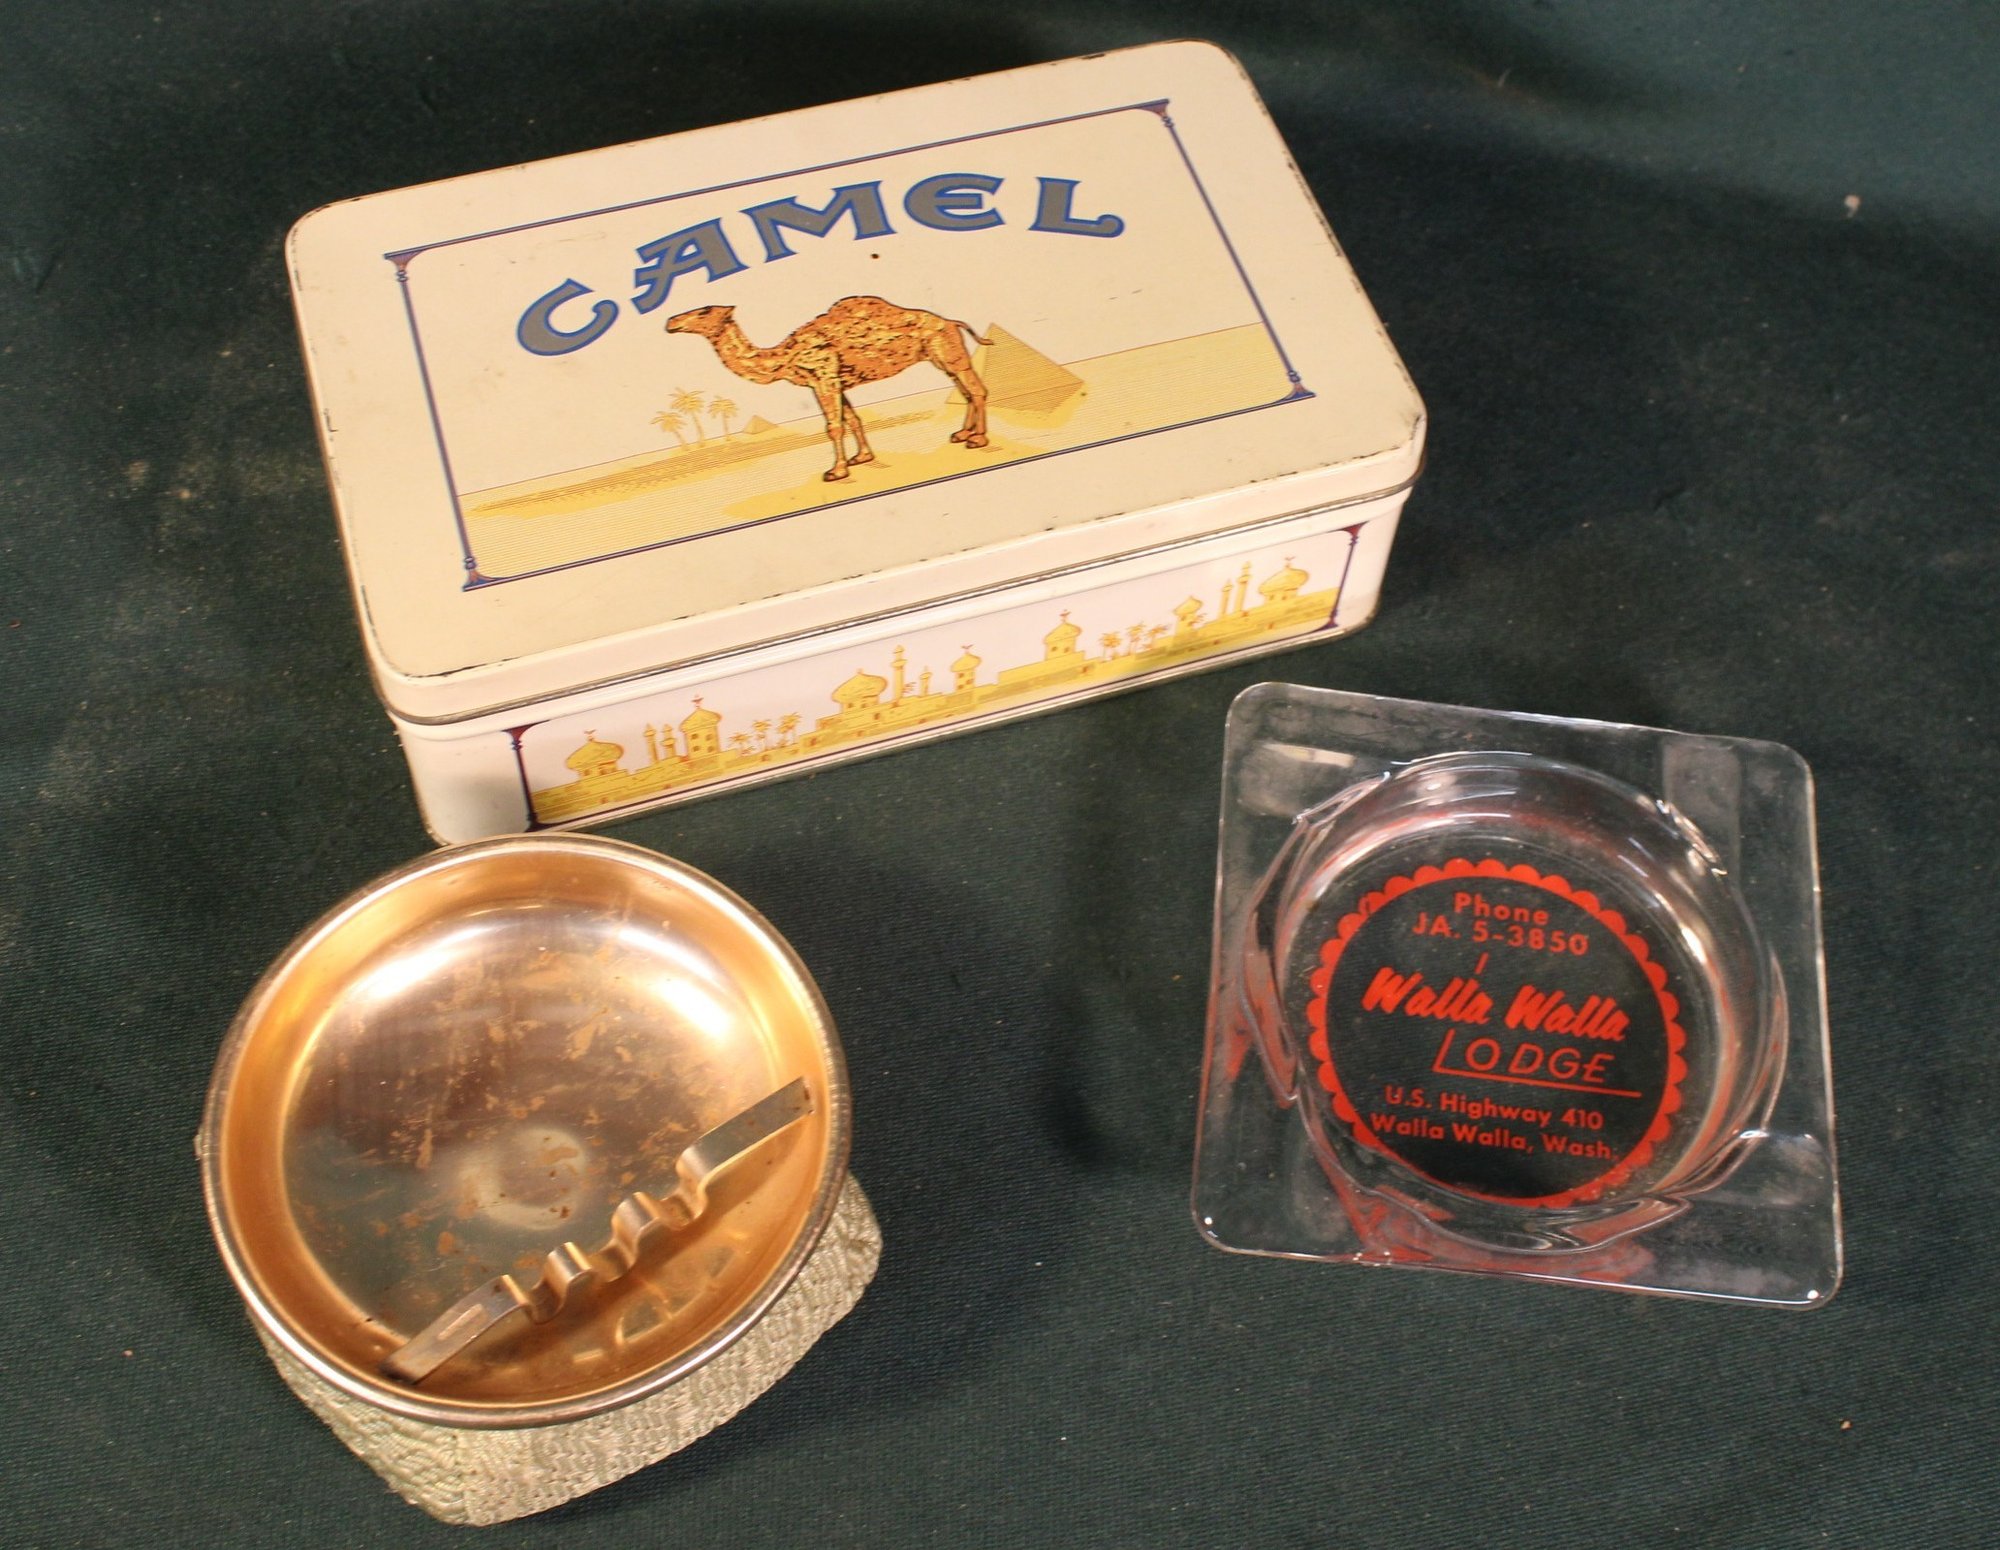 CAMEL
Phone
JA. 5-3850
Walla Walla
LODGE
U.S. Highway 410
Walla Walla, Wash.